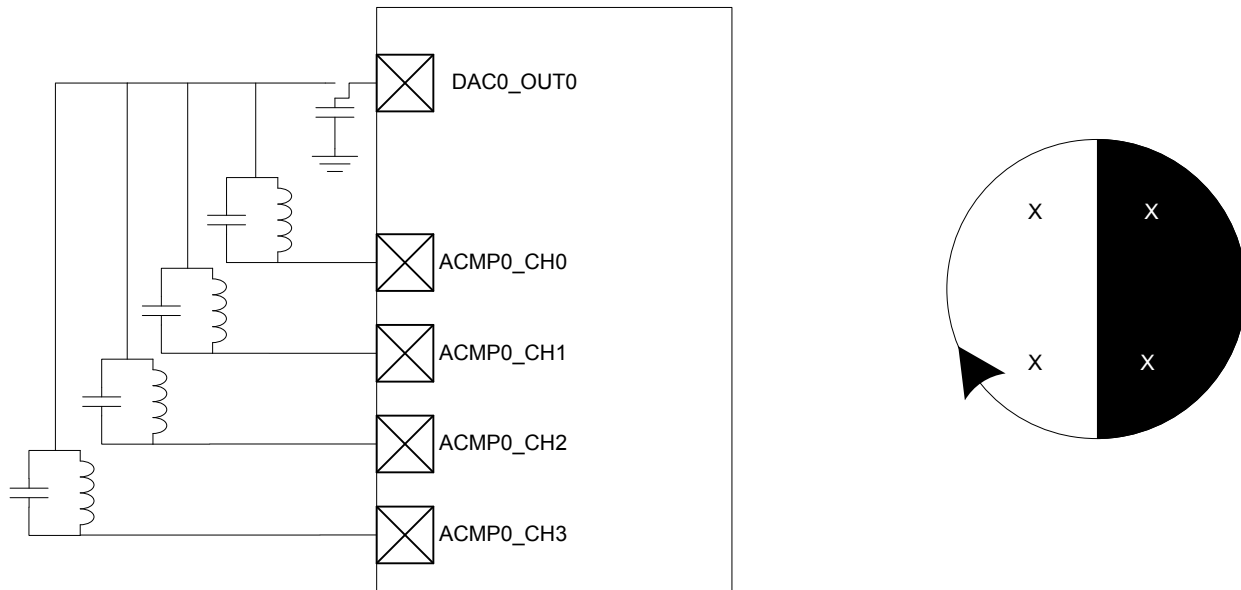 DAC0_OUT0
X X
ACMP0_CH0
ACMP0_CH1
X X
ACMP0_CH2
ACMP0_CH3